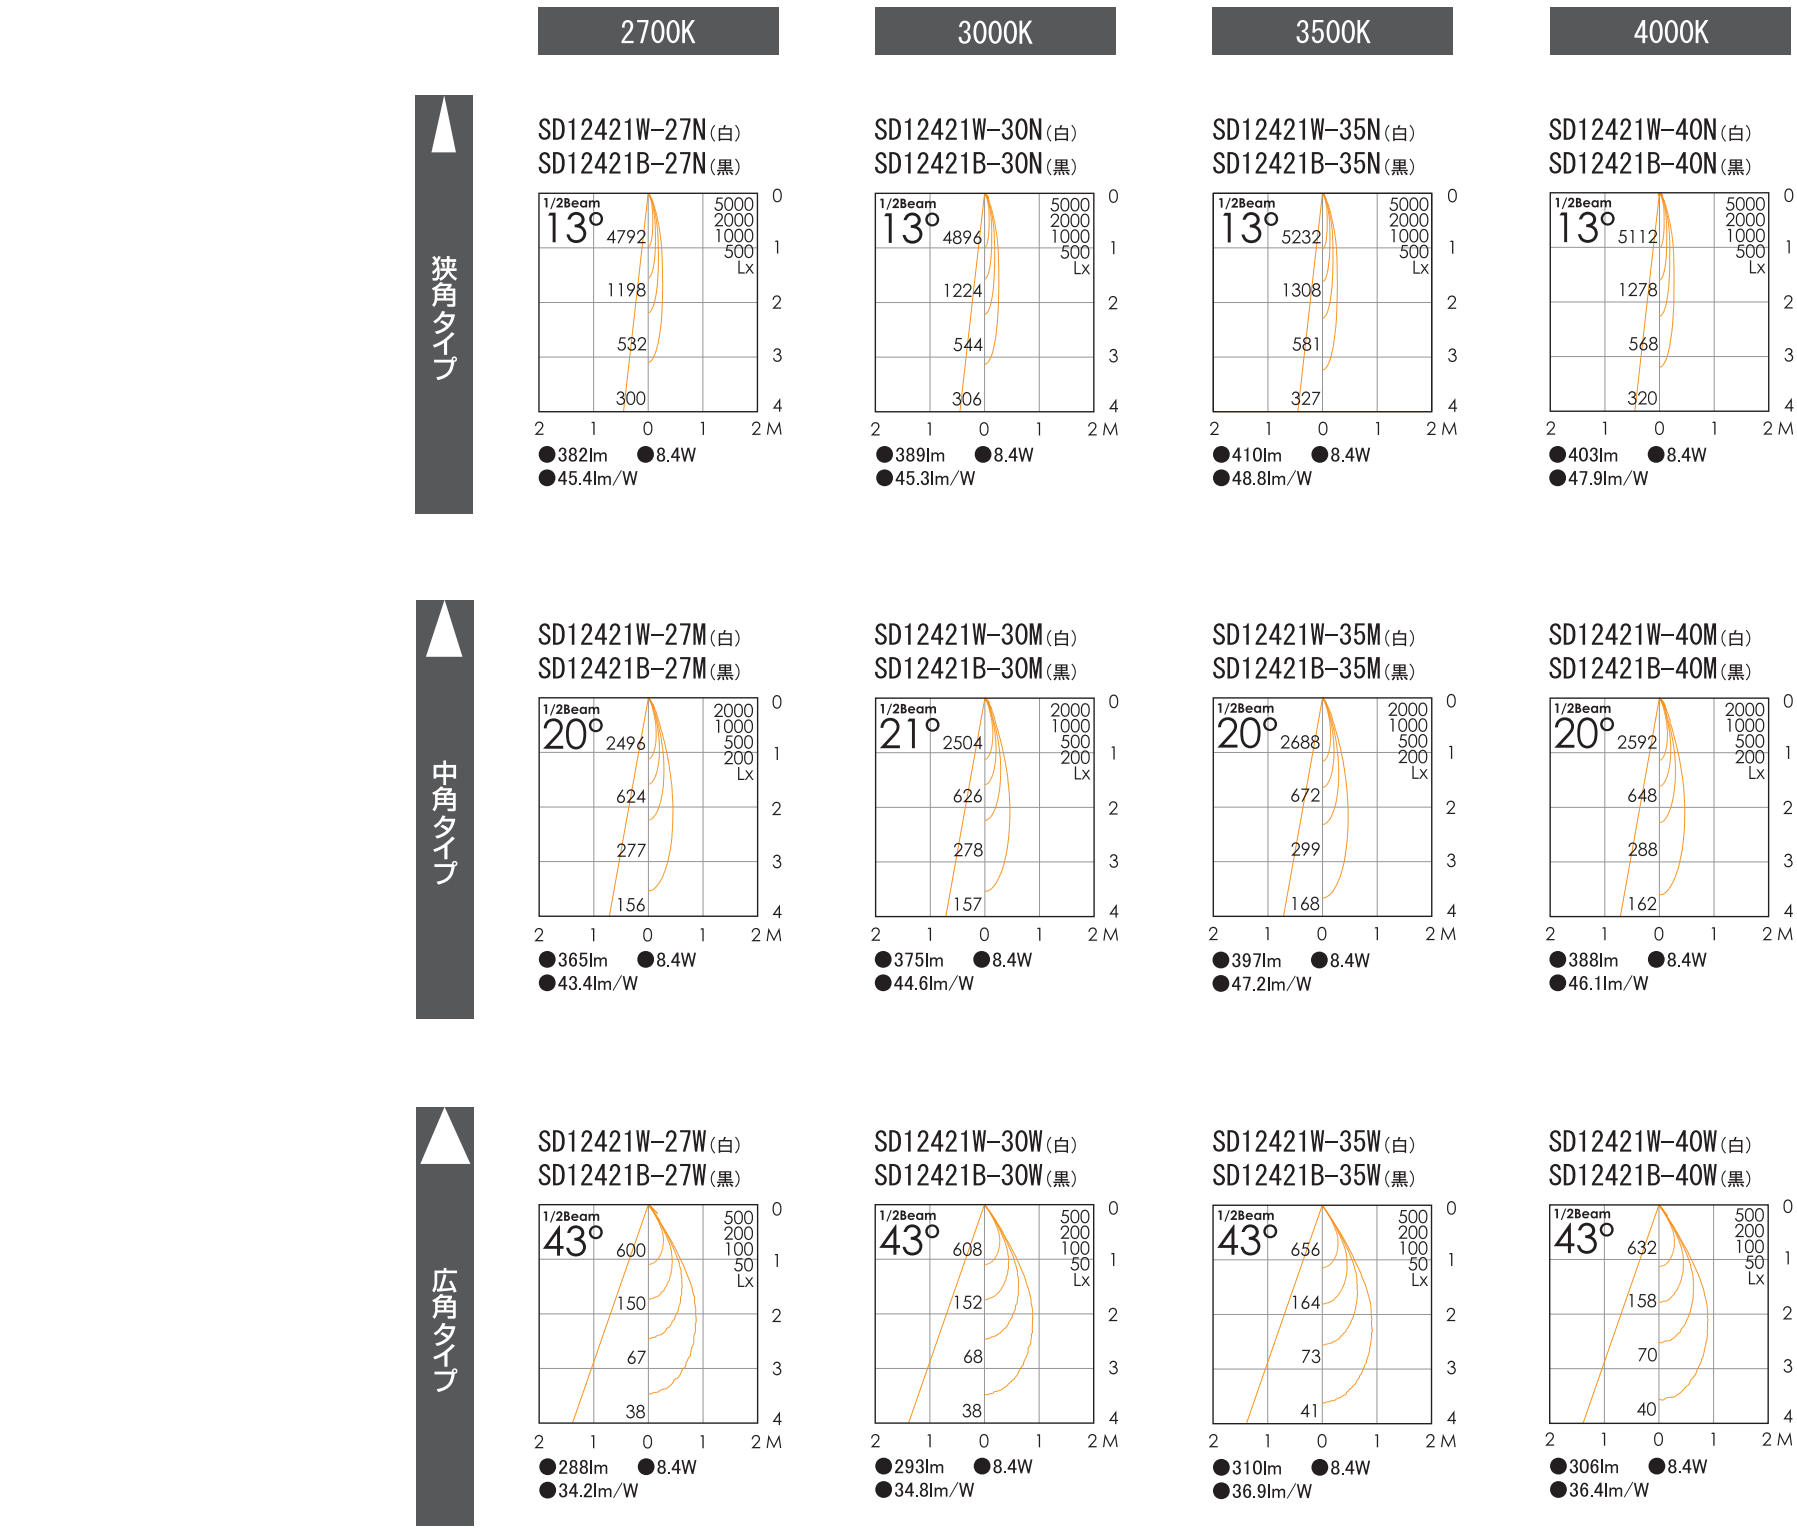 2700K
3000K
3500K
4000K
狭角タイプ
SD12421W-27N(白)
SD12421B-27N(黒)
1/2Beam
13°
5000
2000
1000
500
Lx
4792
1198
532
300
0
1
2
3
4
2 1 0 1 2 M
●382lm ●8.4W
●45.4lm/W
SD12421W-30N(白)
SD12421B-30N(黒)
1/2Beam
13°
5000
2000
1000
500
Lx
4896
1224
544
306
0
1
2
3
4
2 1 0 1 2 M
●389lm ●8.4W
●45.3lm/W
SD12421W-35N(白)
SD12421B-35N(黒)
1/2Beam
13°
5000
2000
1000
500
Lx
5232
1308
581
327
0
1
2
3
4
2 1 0 1 2 M
●410lm ●8.4W
●48.8lm/W
SD12421W-40N(白)
SD12421B-40N(黒)
1/2Beam
13°
5000
2000
1000
500
Lx
5112
1278
568
320
0
1
2
3
4
2 1 0 1 2 M
●403lm ●8.4W
●47.9lm/W
中角タイプ
SD12421W-27M(白)
SD12421B-27M(黒)
1/2Beam
20°
2000
1000
500
200
Lx
2496
624
277
156
0
1
2
3
4
2 1 0 1 2 M
●365lm ●8.4W
●43.4lm/W
SD12421W-30M(白)
SD12421B-30M(黒)
1/2Beam
21°
2000
1000
500
200
Lx
2504
626
278
157
0
1
2
3
4
2 1 0 1 2 M
●375lm ●8.4W
●44.6lm/W
SD12421W-35M(白)
SD12421B-35M(黒)
1/2Beam
20°
2000
1000
500
200
Lx
2688
672
299
168
0
1
2
3
4
2 1 0 1 2 M
●397lm ●8.4W
●47.2lm/W
SD12421W-40M(白)
SD12421B-40M(黒)
1/2Beam
20°
2000
1000
500
200
Lx
2592
648
288
162
0
1
2
3
4
2 1 0 1 2 M
●388lm ●8.4W
●46.1lm/W
広角タイプ
SD12421W-27W(白)
SD12421B-27W(黒)
1/2Beam
43°
500
200
100
50
Lx
600
150
67
38
0
1
2
3
4
2 1 0 1 2 M
●288lm ●8.4W
●34.2lm/W
SD12421W-30W(白)
SD12421B-30W(黒)
1/2Beam
43°
500
200
100
50
Lx
608
152
68
38
0
1
2
3
4
2 1 0 1 2 M
●293lm ●8.4W
●34.8lm/W
SD12421W-35W(白)
SD12421B-35W(黒)
1/2Beam
43°
500
200
100
50
Lx
656
164
73
41
0
1
2
3
4
2 1 0 1 2 M
●310lm ●8.4W
●36.9lm/W
SD12421W-40W(白)
SD12421B-40W(黒)
1/2Beam
43°
500
200
100
50
Lx
632
158
70
40
0
1
2
3
4
2 1 0 1 2 M
●306lm ●8.4W
●36.4lm/W